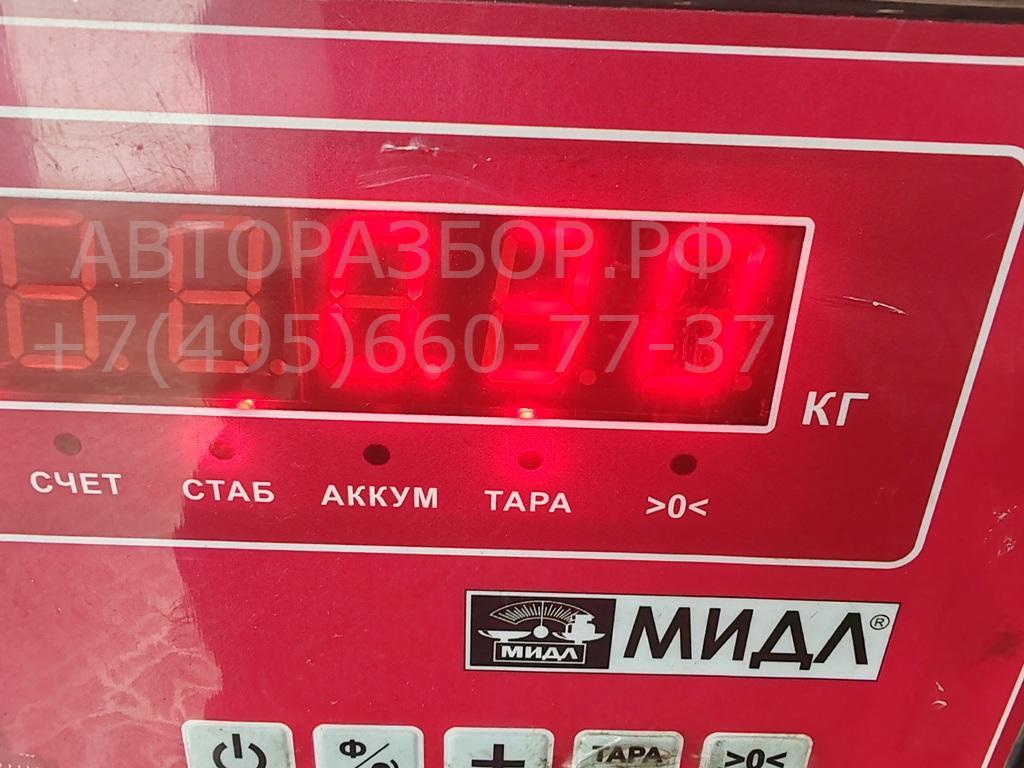 АВТОРАЗБОР.РФ
+7(495)660-77-37
КГ
СЧЕТ СТАБ АККУМ ТАРА >0<
МИДЛ МИДЛ®
ТАРА >0<